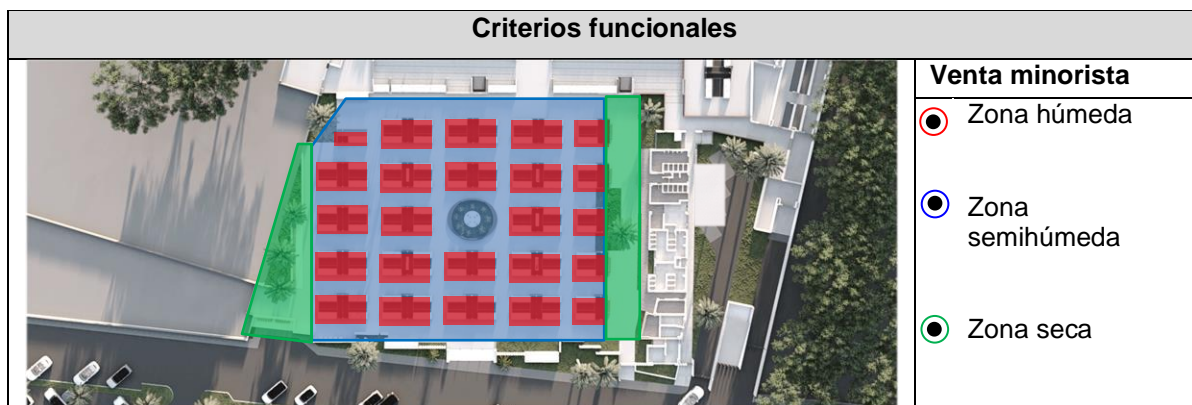 Criterios funcionales
Venta minorista
Zona húmeda
Zona
semihúmeda
Zona seca